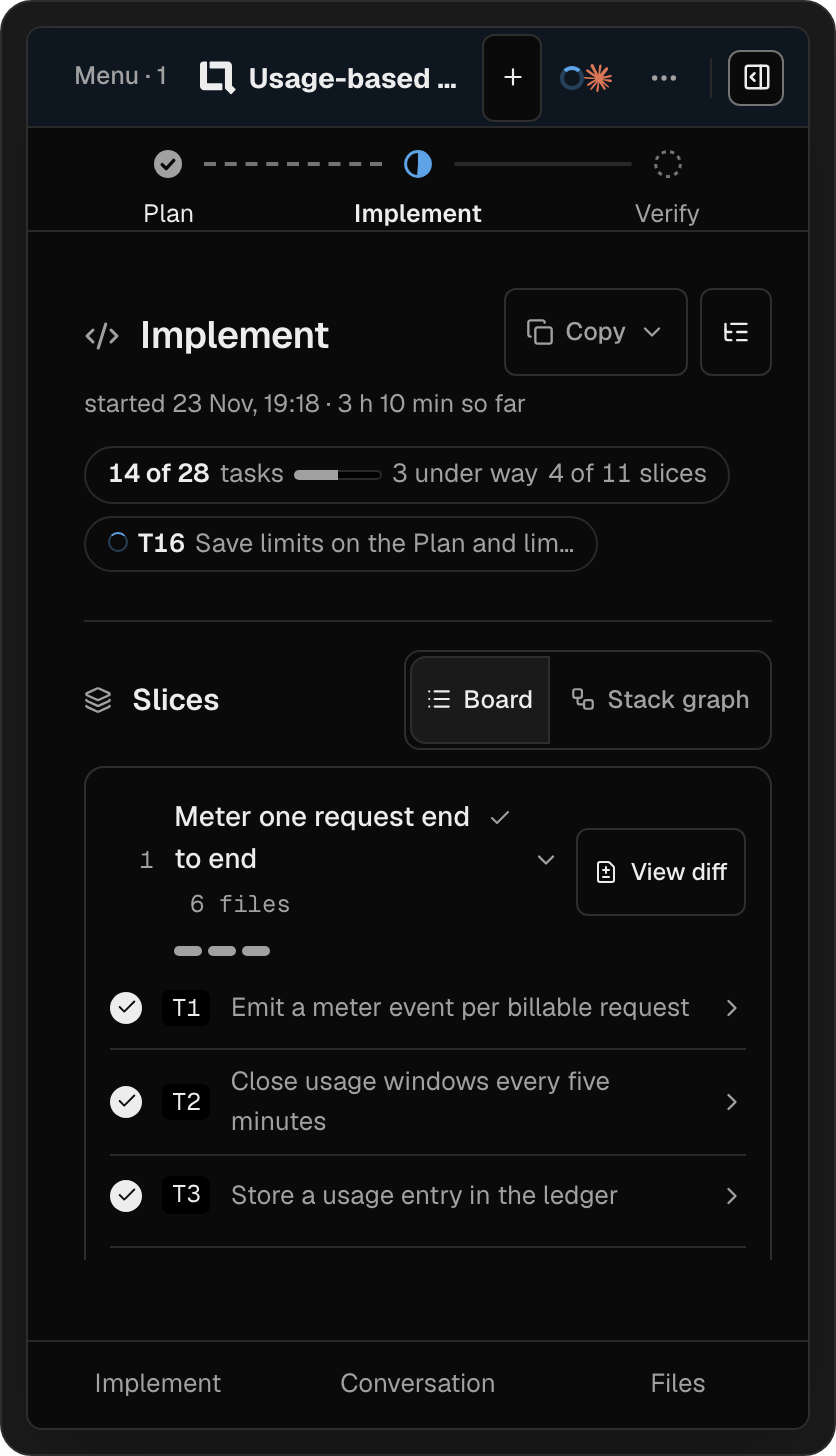 Menu · 1
Usage-based ...
Plan
Implement
Verify
Implement
Copy
started 23 Nov, 19:18 · 3 h 10 min so far
14 of 28 tasks 3 under way 4 of 11 slices
T16 Save limits on the Plan and lim...
Slices
Board
Stack graph
Meter one request end
1 to end
View diff
6 files
T1 Emit a meter event per billable request
T2 Close usage windows every five
minutes
T3 Store a usage entry in the ledger
Implement
Conversation
Files